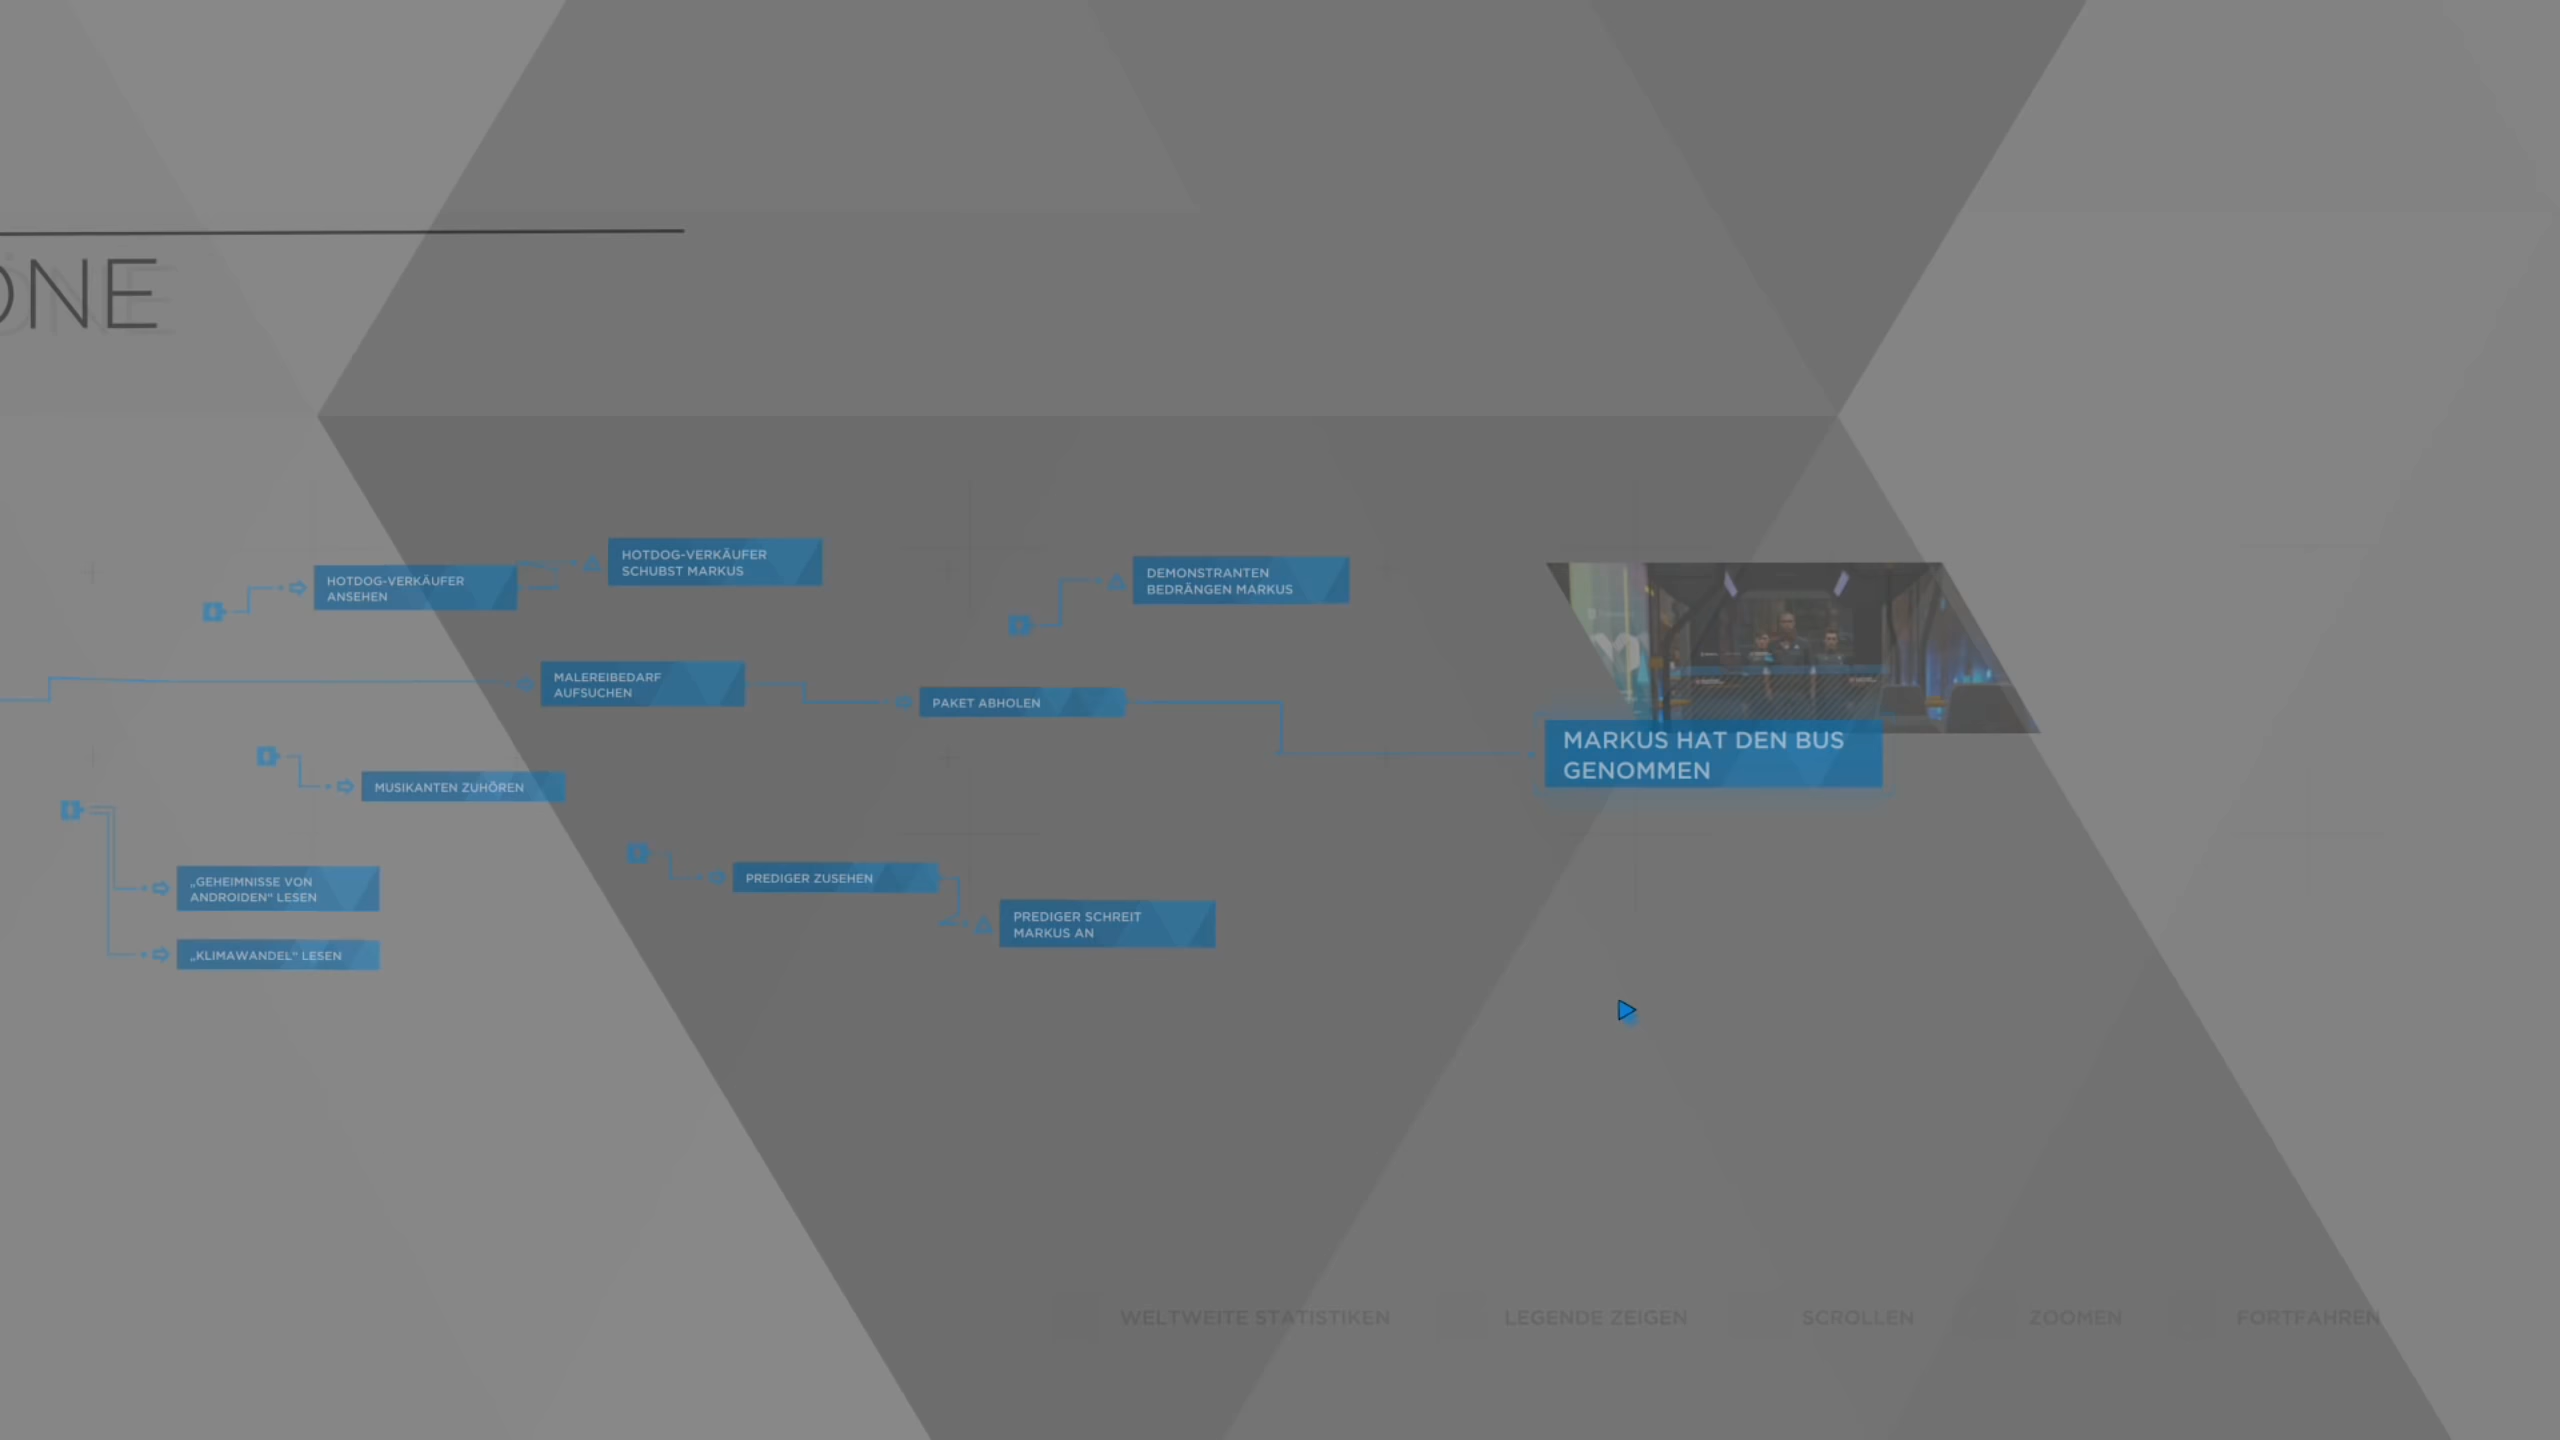 ÖNE
HOTDOG-VERKÄUFER
SCHUBST MARKUS
HOTDOG-VERKÄUFER
ANSEHEN
DEMONSTRANTEN
BEDRÄNGEN MARKUS
MALEREIBEDARF
AUFSUCHEN
PAKET ABHOLEN
MARKUS HAT DEN BUS
GENOMMEN
MUSIKANTEN ZUHÖREN
„GEHEIMNISSE VON
ANDROIDEN“ LESEN
PREDIGER ZUSEHEN
PREDIGER SCHREIT
MARKUS AN
„KLIMAWANDEL“ LESEN
WELTWEITE STATISTIKEN
LEGENDE ZEIGEN
SCROLLEN
ZOOMEN
FORTFAHREN